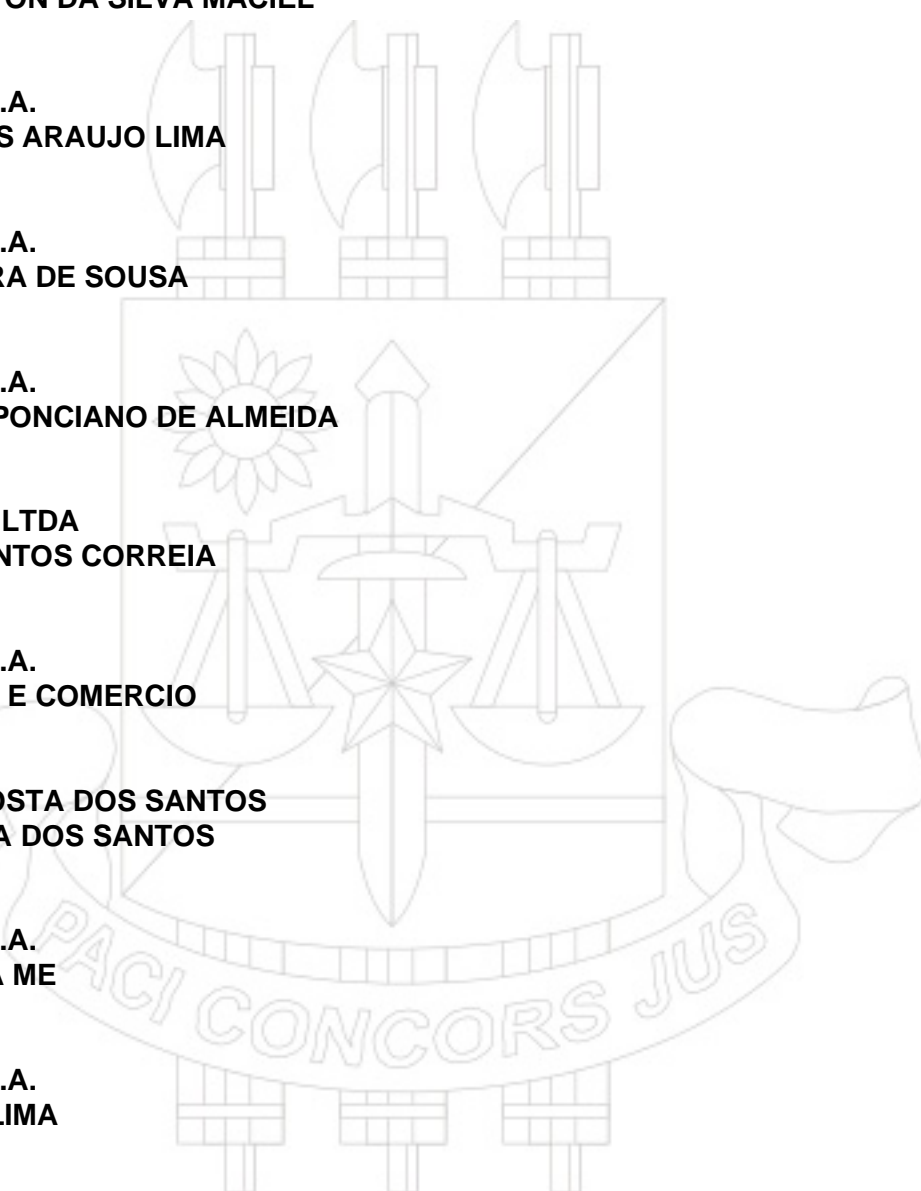 TON DA SILVA MACIEL
.A.
S ARAUJO LIMA
.A.
RA DE SOUSA
.A.
PONCIANO DE ALMEIDA
LTDA
NTOS CORREIA
.A.
E COMERCIO
OSTA DOS SANTOS
A DOS SANTOS
.A.
A ME
.A.
LIMA
PACI CONCORS JUS